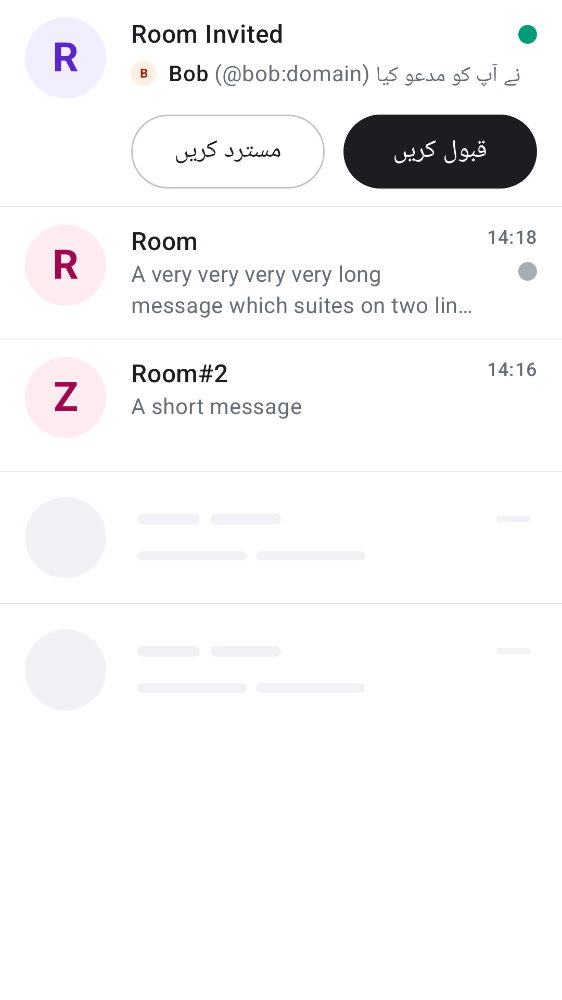 R
Room Invited
B
Bob (@bob:domain) نے آپ کو مدعو کیا
مسترد کریں
قبول کریں
R
Room
14:18
A very very very very long
message which suites on two lin…
Z
Room#2
14:16
A short message